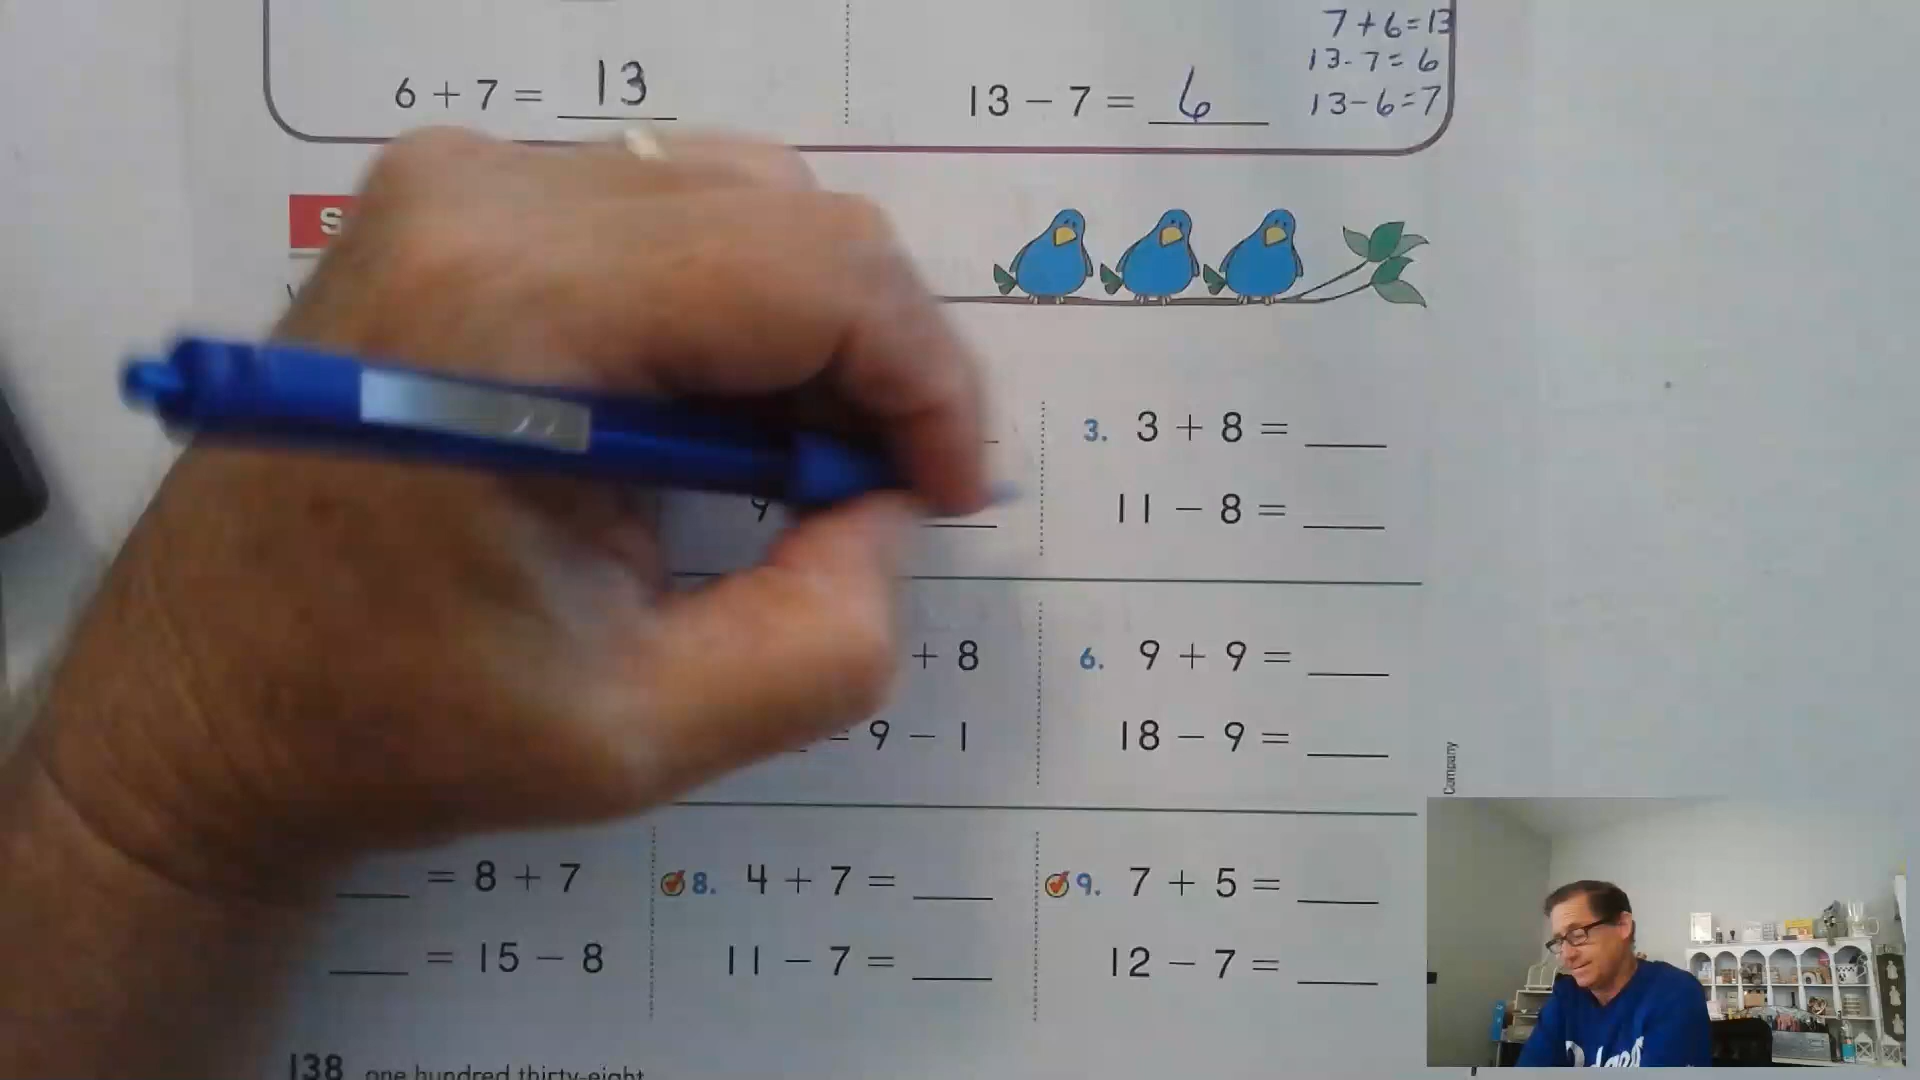 7+6=13
13-7=6
13-6=7
6 + 7 = 13
13 − 7 = 6
S
3. 3 + 8 = ____
11 − 8 = ____
9
+ 8
6. 9 + 9 = ____
= 9 − 1
18 − 9 = ____
Company
____ = 8 + 7
8. 4 + 7 = ____
9. 7 + 5 = ____
____ = 15 − 8
11 − 7 = ____
12 − 7 = ____
138 one hundred thirty-eight